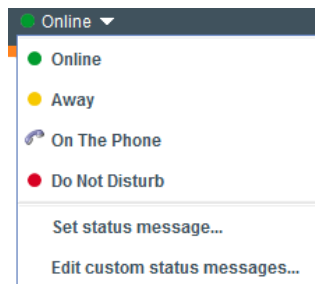 Online
Online
Away
On The Phone
Do Not Disturb
Set status message...
Edit custom status messages...